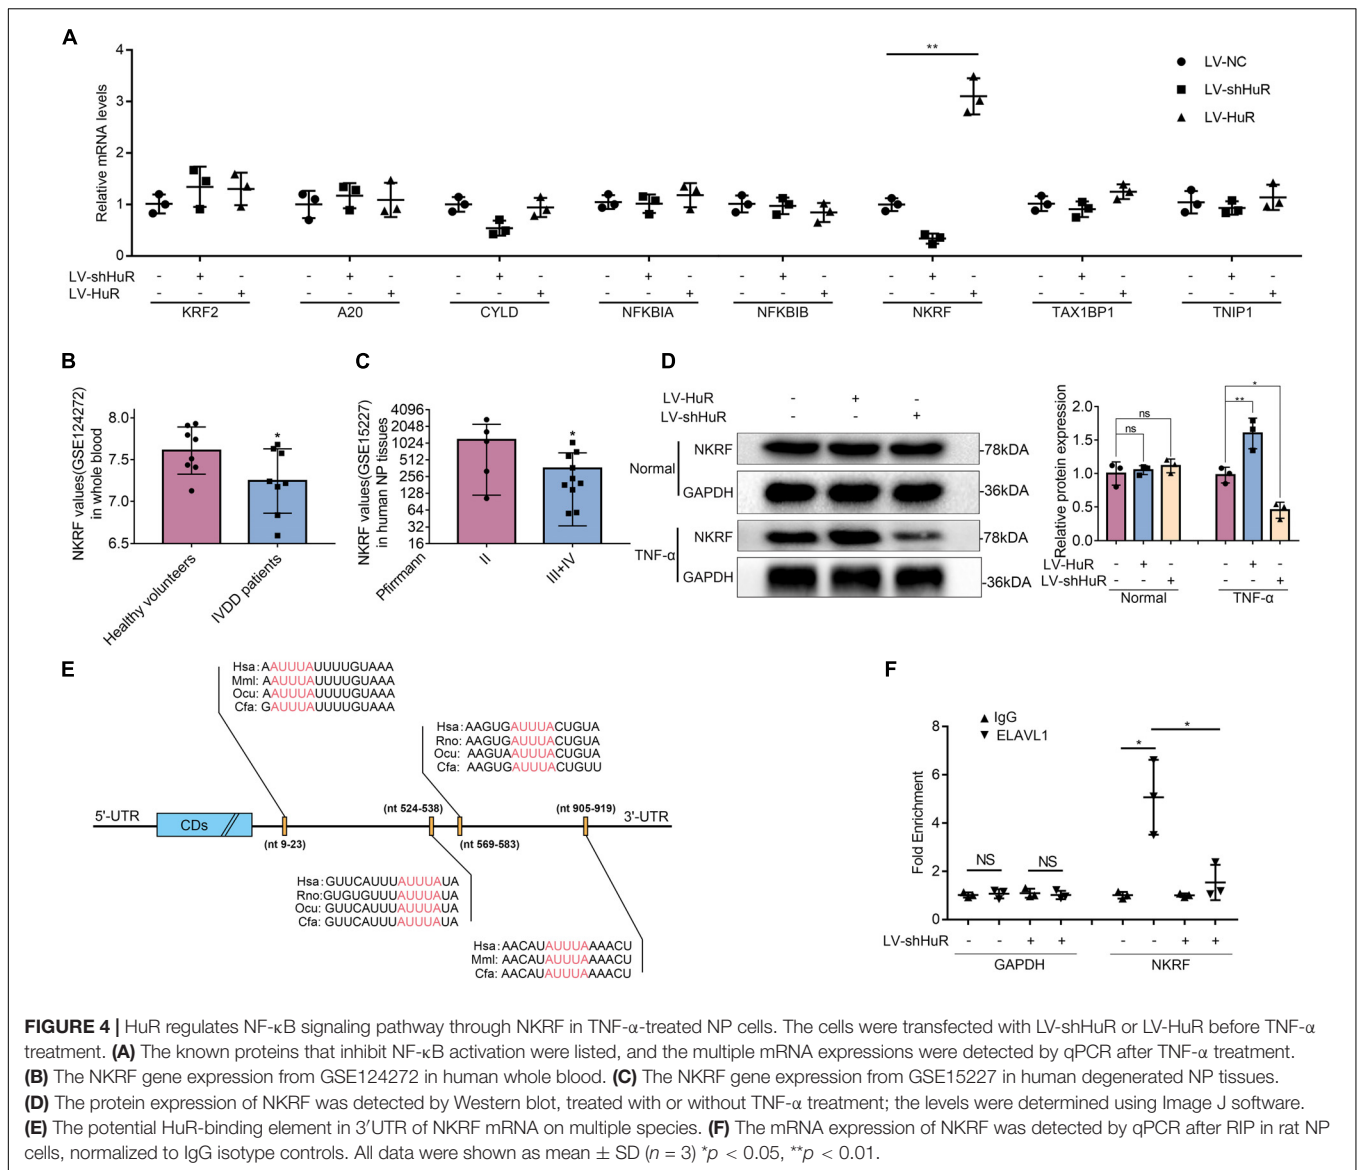 A
Relative mRNA levels
4
3
2
1
0
**
LV-NC
LV-shHuR
LV-HuR
LV-shHuR - + - - + - - + - - + - - + - - + - - + - - + -
LV-HuR - - + - - + - - + - - + - - + - - + - - + - - +
KRF2 A20 CYLD NFKBIA NFKBIB NKRF TAX1BP1 TNIP1
B
NKRF values(GSE124272)
in whole blood
8.0
7.5
7.0
6.5
*
Healthy volunteers
IVDD patients
C
NKRF values(GSE15227)
in human NP tissues
4096
2048
1024
512
256
128
64
32
16
*
Pfirrmann
II
III+IV
D
LV-HuR - + -
LV-shHuR - - +
Normal
NKRF -78kDA
GAPDH -36kDA
TNF-α
NKRF -78kDA
GAPDH -36kDA
Relative protein expression
2.0
1.5
1.0
0.5
0.0
ns
ns
**
*
LV-HuR - + - - + -
LV-shHuR - - + - - +
Normal TNF-α
E
Hsa: AAUUUAUUUUGUAAA
Mml: AAUUUAUUUUGUAAA
Ocu: AAUUUAUUUUGUAAA
Cfa: GAUUUAUUUUGUAAA
Hsa: AAGUGAUUUACUGUA
Rno: AAGUGAUUUACUGUA
Ocu: AAGUAAUUUACUGUA
Cfa: AAGUGAUUUACUGUU
5'-UTR
CDs
(nt 9-23)
(nt 524-538)
(nt 569-583)
(nt 905-919)
3'-UTR
Hsa: GUUCAUUUAUUUAUA
Rno: GUGUGUUUAUUUAUA
Ocu: GUUCAUUUAUUUAUA
Cfa: GUUCAUUUAUUUAUA
Hsa: AACAUAUUUAAAACU
Mml: AACAUAUUUAAAACU
Cfa: AACAUAUUUAAAACU
F
Fold Enrichment
8
6
4
2
0
IgG
ELAVL1
NS
NS
*
*
LV-shHuR - - + + - - + +
GAPDH NKRF
FIGURE 4 | HuR regulates NF-κB signaling pathway through NKRF in TNF-α-treated NP cells. The cells were transfected with LV-shHuR or LV-HuR before TNF-α
treatment. (A) The known proteins that inhibit NF-κB activation were listed, and the multiple mRNA expressions were detected by qPCR after TNF-α treatment.
(B) The NKRF gene expression from GSE124272 in human whole blood. (C) The NKRF gene expression from GSE15227 in human degenerated NP tissues.
(D) The protein expression of NKRF was detected by Western blot, treated with or without TNF-α treatment; the levels were determined using Image J software.
(E) The potential HuR-binding element in 3′UTR of NKRF mRNA on multiple species. (F) The mRNA expression of NKRF was detected by qPCR after RIP in rat NP
cells, normalized to IgG isotype controls. All data were shown as mean ± SD (n = 3) *p < 0.05, **p < 0.01.